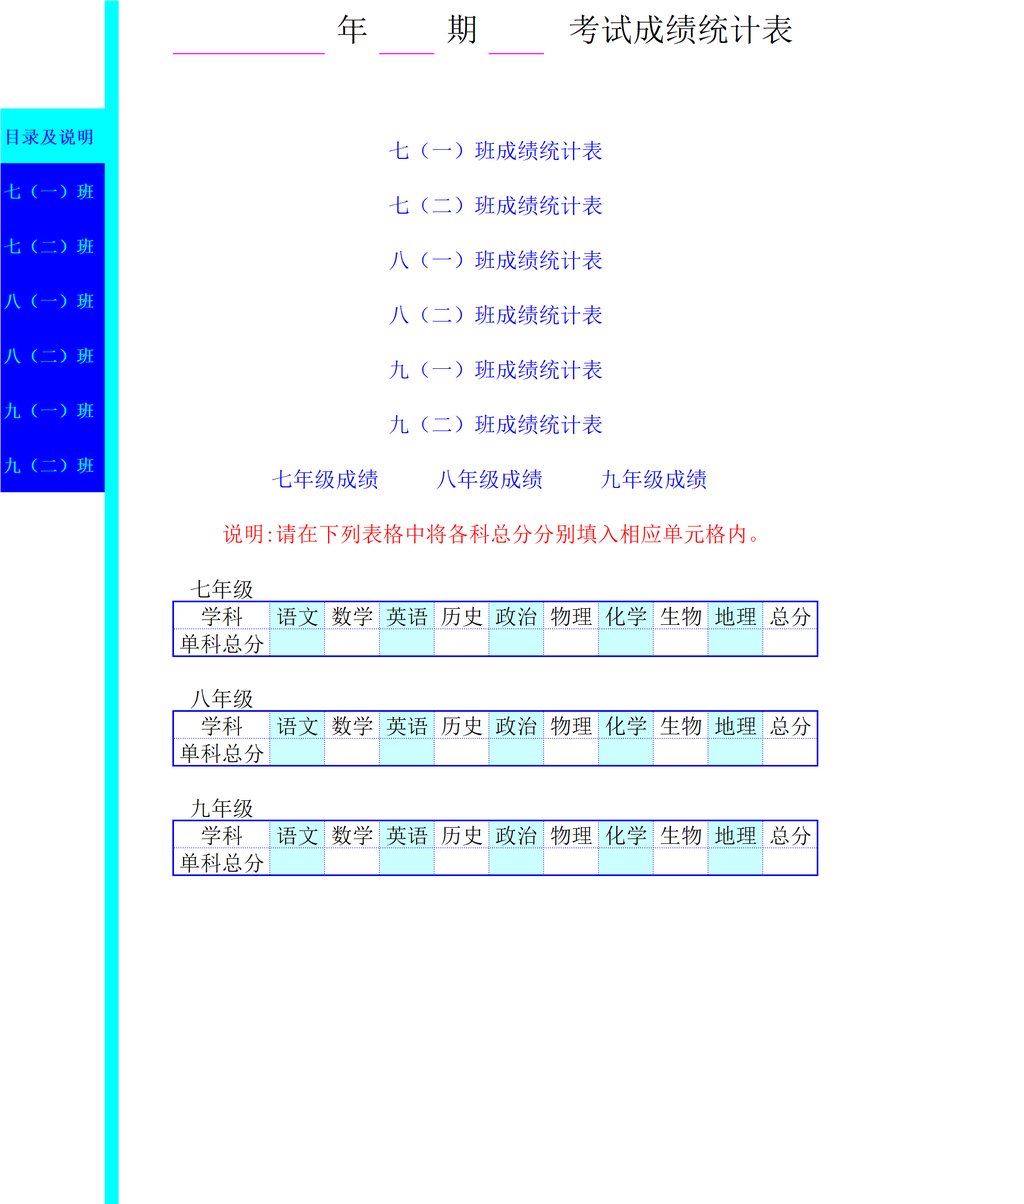 年 期 考试成绩统计表
目录及说明
七（一）班
七（二）班
八（一）班
八（二）班
九（一）班
九（二）班
七（一）班成绩统计表
七（二）班成绩统计表
八（一）班成绩统计表
八（二）班成绩统计表
九（一）班成绩统计表
九（二）班成绩统计表
七年级成绩 八年级成绩 九年级成绩
说明:请在下列表格中将各科总分分别填入相应单元格内。
七年级
学科 语文 数学 英语 历史 政治 物理 化学 生物 地理 总分
单科总分
八年级
学科 语文 数学 英语 历史 政治 物理 化学 生物 地理 总分
单科总分
九年级
学科 语文 数学 英语 历史 政治 物理 化学 生物 地理 总分
单科总分